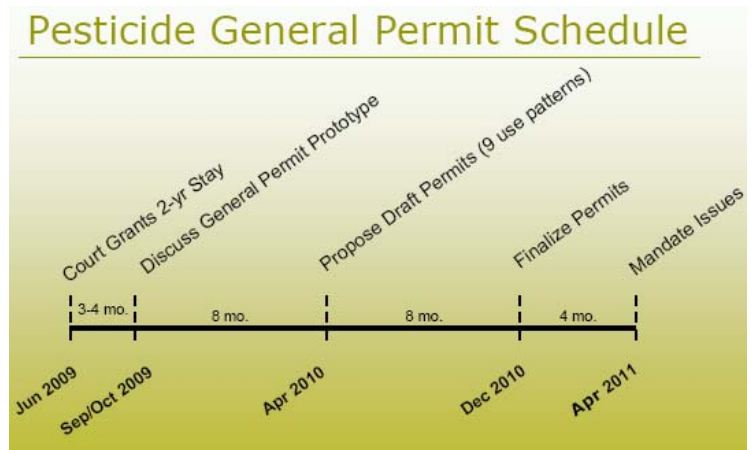 Pesticide General Permit Schedule
Court Grants 2-yr Stay
Discuss General Permit Prototype
Propose Draft Permits (9 use patterns)
Finalize Permits
Mandate Issues
3-4 mo.
8 mo.
8 mo.
4 mo.
Jun 2009
Sep/Oct 2009
Apr 2010
Dec 2010
Apr 2011